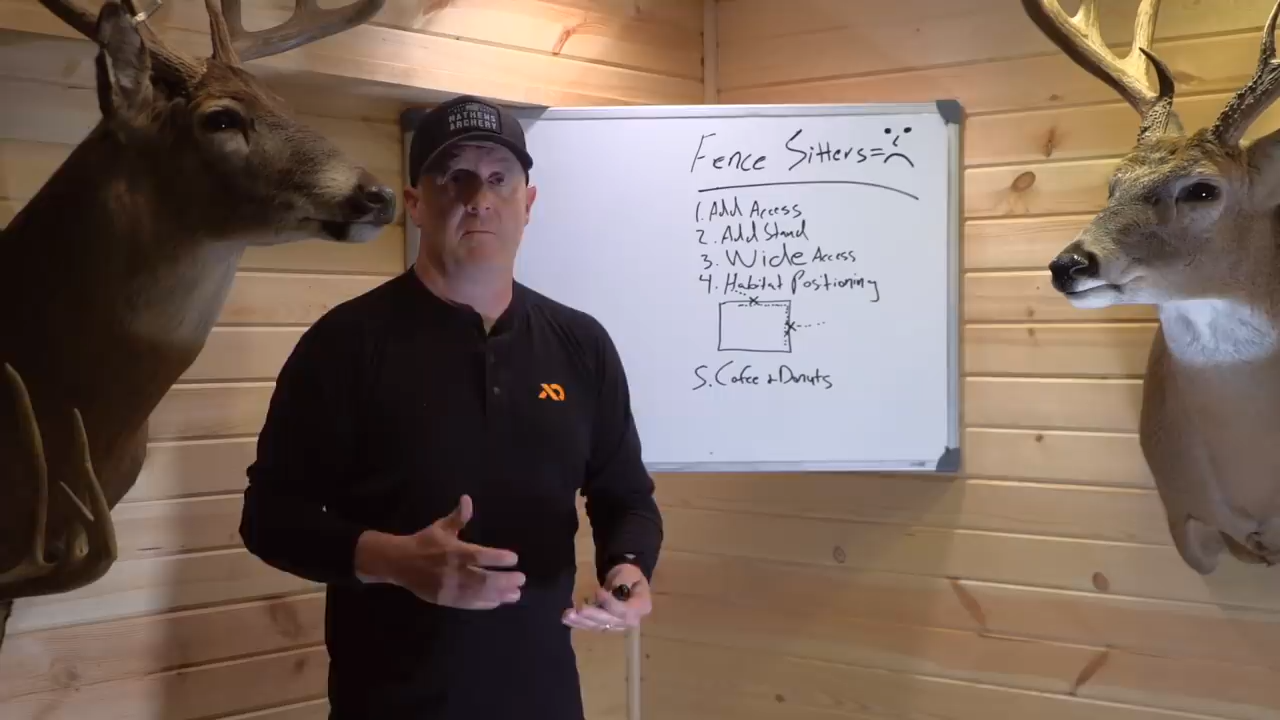 MATHEWS
ARCHERY
Fence Sitters=
1. Add Access
2. Add Stand
3. Wide Access
4. Habitat Positioning
5. Cofee + Donuts